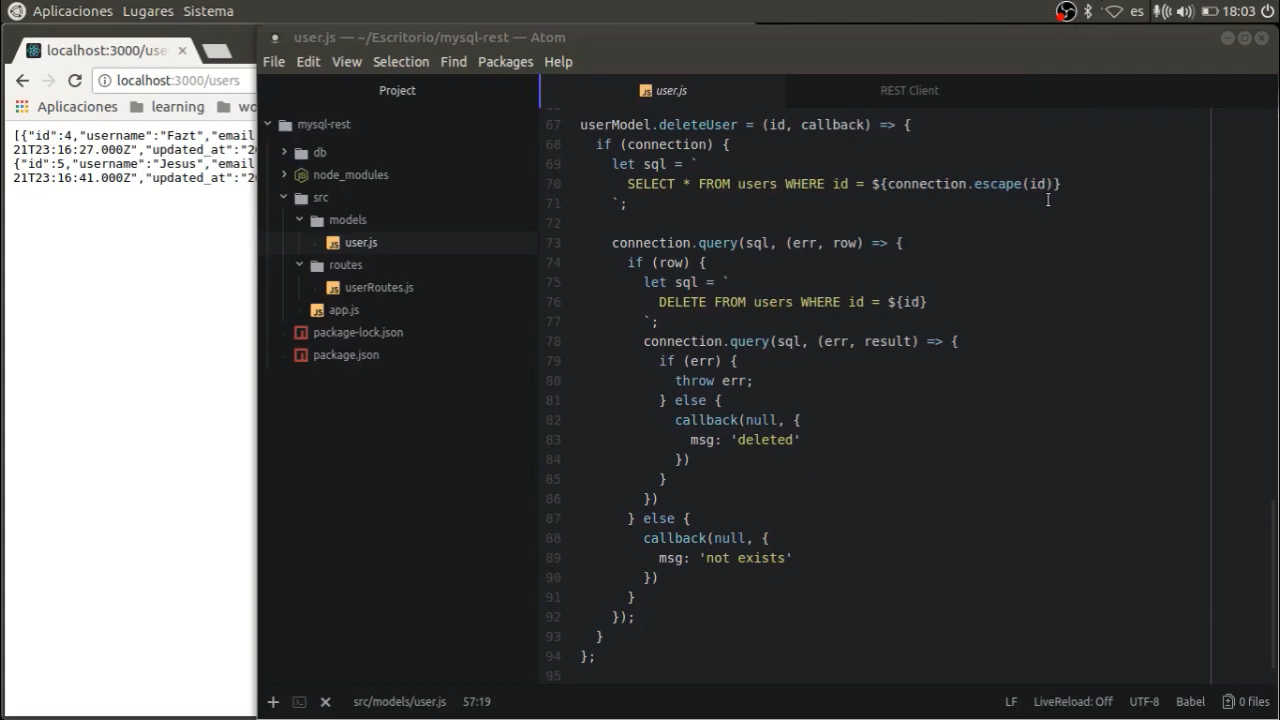 Aplicaciones Lugares Sistema es 18:03
localhost:3000/use
user.js — ~/Escritorio/mysql-rest — Atom
localhost:3000/users
File Edit View Selection Find Packages Help
Aplicaciones learning wo
Project
user.js
REST Client
[{"id":4,"username":"Fazt","email
21T23:16:27.000Z","updated_at":"20
{"id":5,"username":"Jesus","email
21T23:16:41.000Z","updated_at":"20
mysql-rest
db
node_modules
src
models
user.js
routes
userRoutes.js
app.js
package-lock.json
package.json
67 userModel.deleteUser = (id, callback) => {
68 if (connection) {
69 let sql = `
70 SELECT * FROM users WHERE id = ${connection.escape(id)}
71 `;
72
73 connection.query(sql, (err, row) => {
74 if (row) {
75 let sql = `
76 DELETE FROM users WHERE id = ${id}
77 `;
78 connection.query(sql, (err, result) => {
79 if (err) {
80 throw err;
81 } else {
82 callback(null, {
83 msg: 'deleted'
84 })
85 }
86 })
87 } else {
88 callback(null, {
89 msg: 'not exists'
90 })
91 }
92 });
93 }
94 };
95
src/models/user.js 57:19 LF LiveReload: Off UTF-8 Babel 0 files